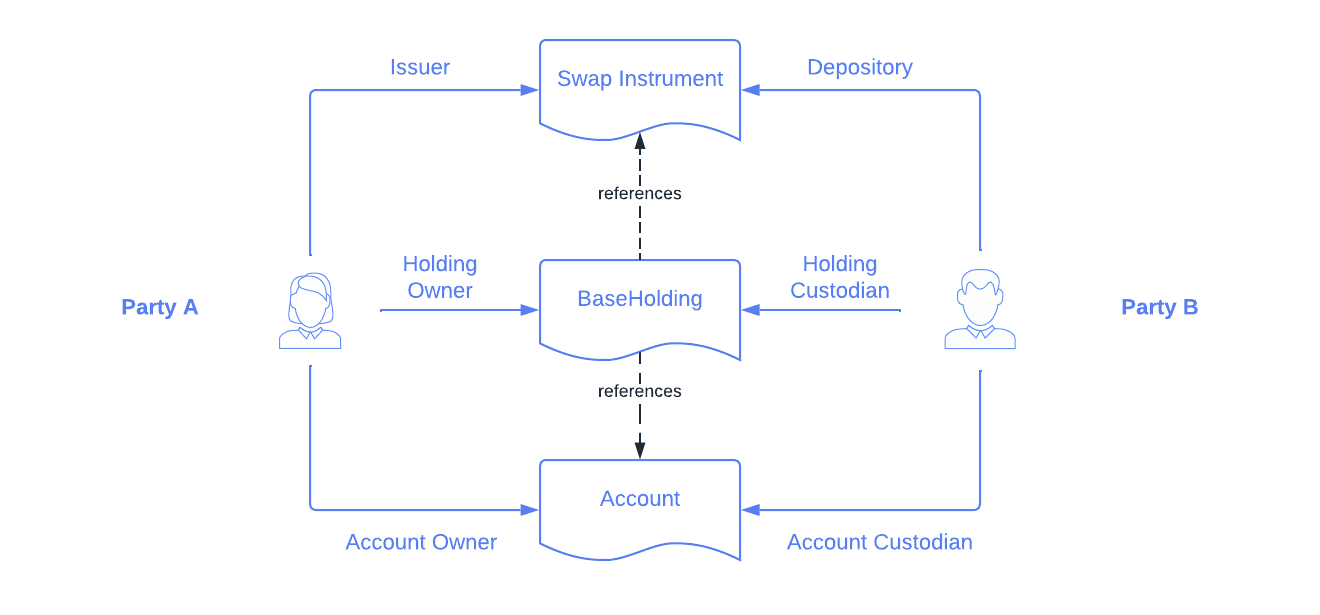 Issuer
Swap Instrument
Depository
references
Holding
Owner
BaseHolding
Holding
Custodian
Party A
Party B
references
Account
Account Owner
Account Custodian